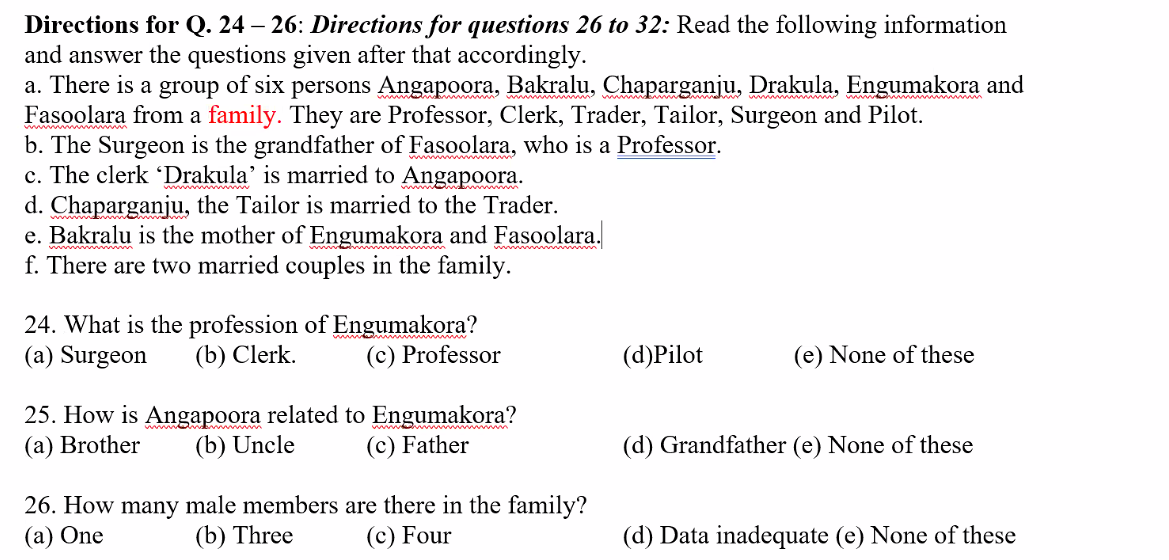 Directions for Q. 24 – 26: Directions for questions 26 to 32: Read the following information
and answer the questions given after that accordingly.
a. There is a group of six persons Angapoora, Bakralu, Chaparganju, Drakula, Engumakora and
Fasoolara from a family. They are Professor, Clerk, Trader, Tailor, Surgeon and Pilot.
b. The Surgeon is the grandfather of Fasoolara, who is a Professor.
c. The clerk ‘Drakula’ is married to Angapoora.
d. Chaparganju, the Tailor is married to the Trader.
e. Bakralu is the mother of Engumakora and Fasoolara.
f. There are two married couples in the family.
24. What is the profession of Engumakora?
(a) Surgeon (b) Clerk. (c) Professor (d)Pilot (e) None of these
25. How is Angapoora related to Engumakora?
(a) Brother (b) Uncle (c) Father (d) Grandfather (e) None of these
26. How many male members are there in the family?
(a) One (b) Three (c) Four (d) Data inadequate (e) None of these